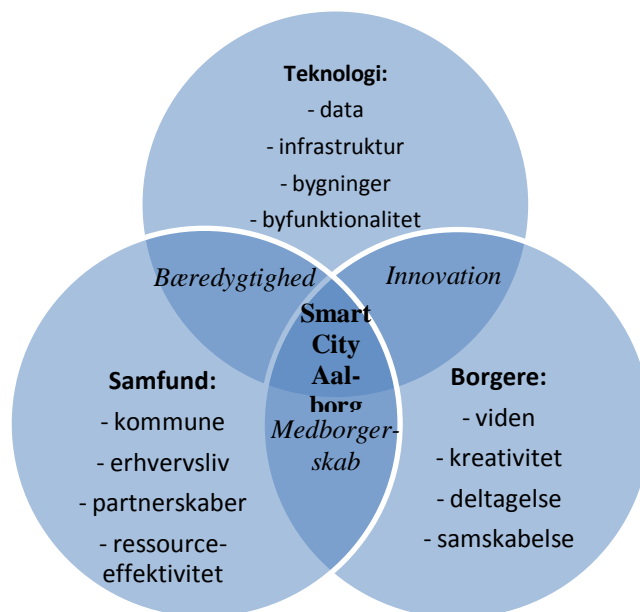 Teknologi:
- data
- infrastruktur
- bygninger
- byfunktionalitet
Bæredygtighed
Innovation
Smart
City
Aal-
borg
Medborger-
skab
Samfund:
- kommune
- erhvervsliv
- partnerskaber
- ressource-
effektivitet
Borgere:
- viden
- kreativitet
- deltagelse
- samskabelse